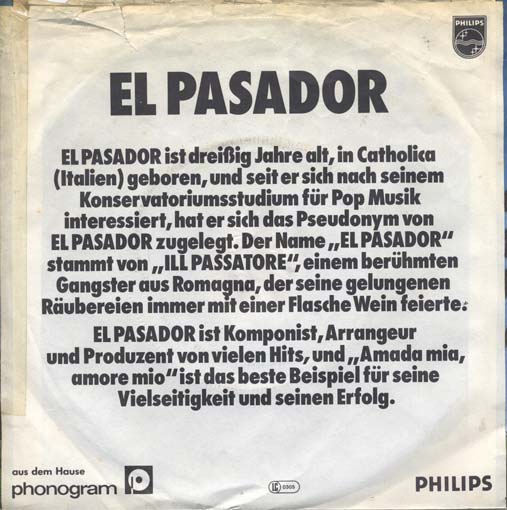 PHILIPS
EL PASADOR
EL PASADOR ist dreißig Jahre alt, in Catholica
(Italien) geboren, und seit er sich nach seinem
Konservatoriumsstudium für Pop Musik
interessiert, hat er sich das Pseudonym von
EL PASADOR zugelegt. Der Name „EL PASADOR“
stammt von „ILL PASSATORE“, einem berühmten
Gangster aus Romagna, der seine gelungenen
Räubereien immer mit einer Flasche Wein feierte.
EL PASADOR ist Komponist, Arrangeur
und Produzent von vielen Hits, und „Amada mia,
amore mio“ ist das beste Beispiel für seine
Vielseitigkeit und seinen Erfolg.
aus dem Hause
phonogram p
LC 0305
PHILIPS